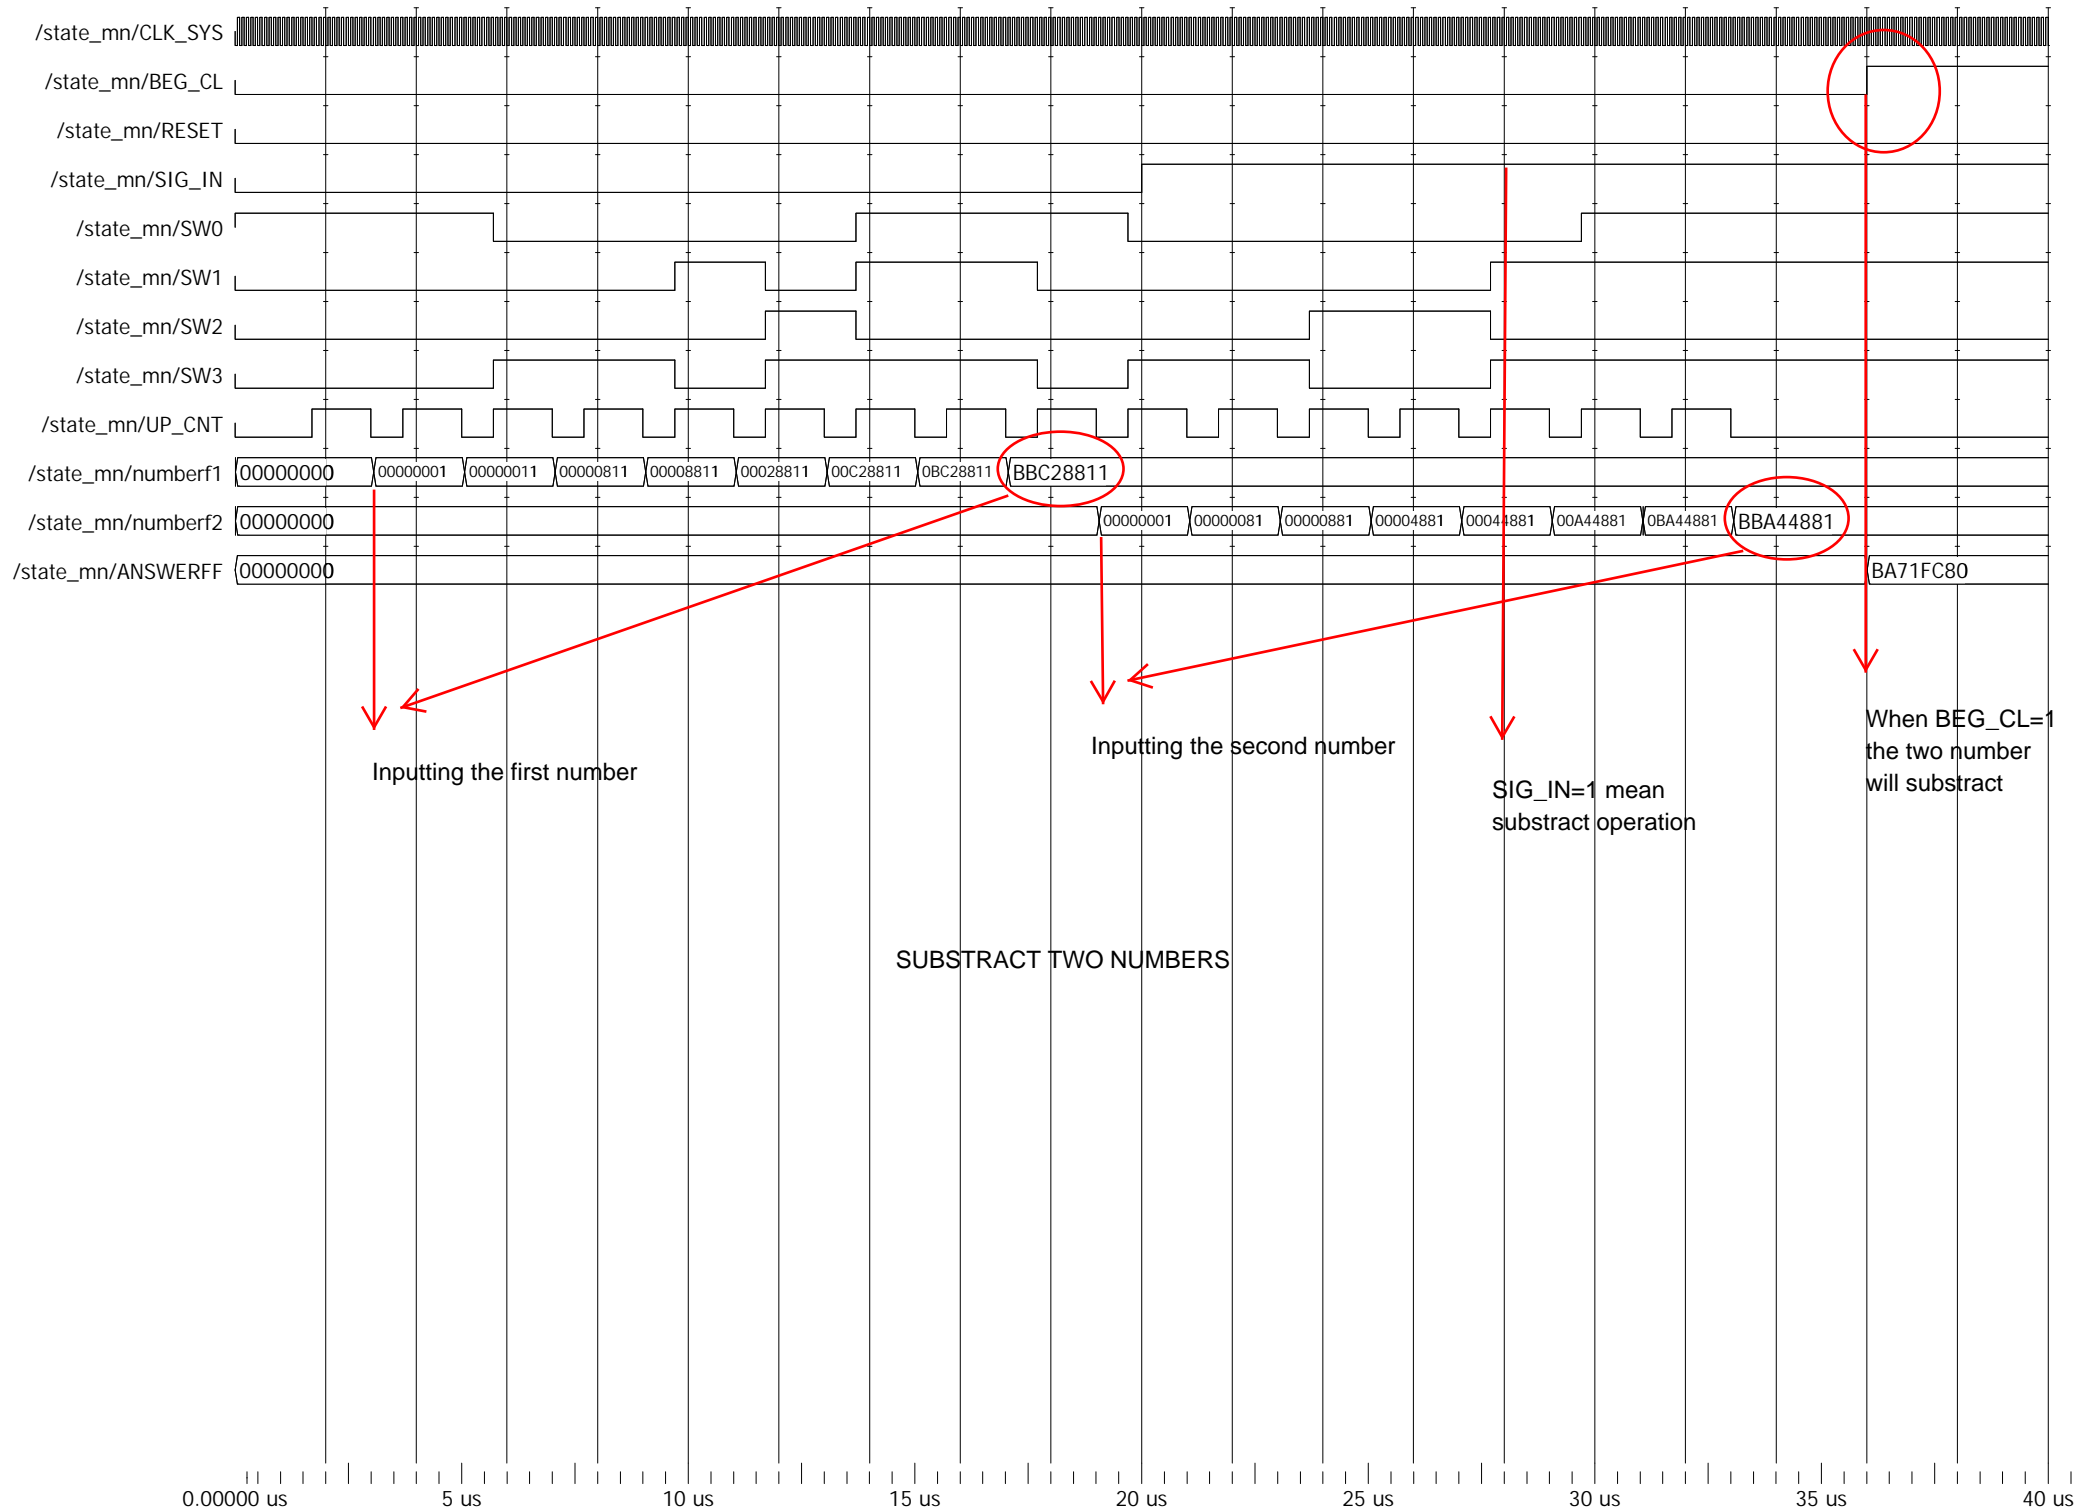 /state_mn/CLK_SYS
/state_mn/BEG_CL
/state_mn/RESET
/state_mn/SIG_IN
/state_mn/SW0
/state_mn/SW1
/state_mn/SW2
/state_mn/SW3
/state_mn/UP_CNT
/state_mn/numberf1 00000000 00000001 00000011 00000811 00008811 00028811 00C28811 0BC28811 BBC28811
/state_mn/numberf2 00000000 00000001 00000081 00000881 00004881 00044881 00A44881 0BA44881 BBA44881
/state_mn/ANSWERFF 00000000 BA71FC80
Inputting the first number
Inputting the second number
SIG_IN=1 mean
substract operation
When BEG_CL=1
the two number
will substract
SUBSTRACT TWO NUMBERS
0.00000 us 5 us 10 us 15 us 20 us 25 us 30 us 35 us 40 us